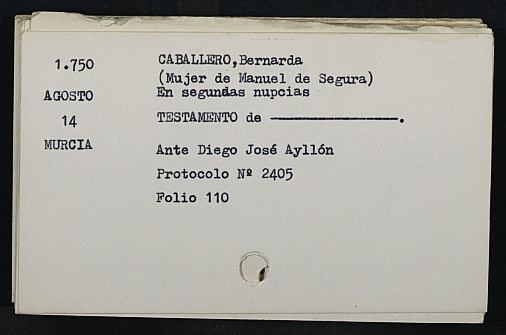 1.750
AGOSTO
14
MURCIA
CABALLERO,Bernarda
(Mujer de Manuel de Segura)
En segundas nupcias
TESTAMENTO de ——————————.
Ante Diego José Ayllón
Protocolo Nº 2405
Folio 110